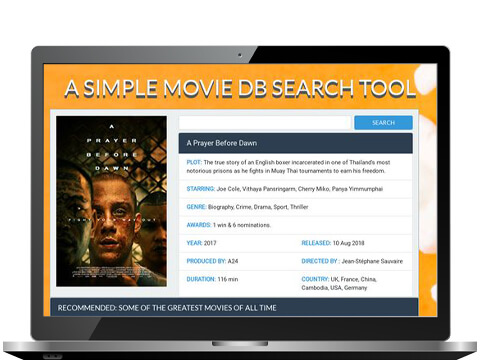 A SIMPLE MOVIE DB SEARCH TOOL
SEARCH
A
PRAYER
BEFORE
DAWN
FIGHT YOUR WAY OUT
A Prayer Before Dawn
PLOT: The true story of an English boxer incarcerated in one of Thailand's most
notorious prisons as he fights in Muay Thai tournaments to earn his freedom.
STARRING: Joe Cole, Vithaya Pansringarm, Cherry Miko, Panya Yimmumphai
GENRE: Biography, Crime, Drama, Sport, Thriller
AWARDS: 1 win & 6 nominations.
YEAR: 2017
RELEASED: 10 Aug 2018
PRODUCED BY: A24
DIRECTED BY : Jean-Stéphane Sauvaire
DURATION: 116 min
COUNTRY: UK, France, China,
Cambodia, USA, Germany
RECOMMENDED: SOME OF THE GREATEST MOVIES OF ALL TIME